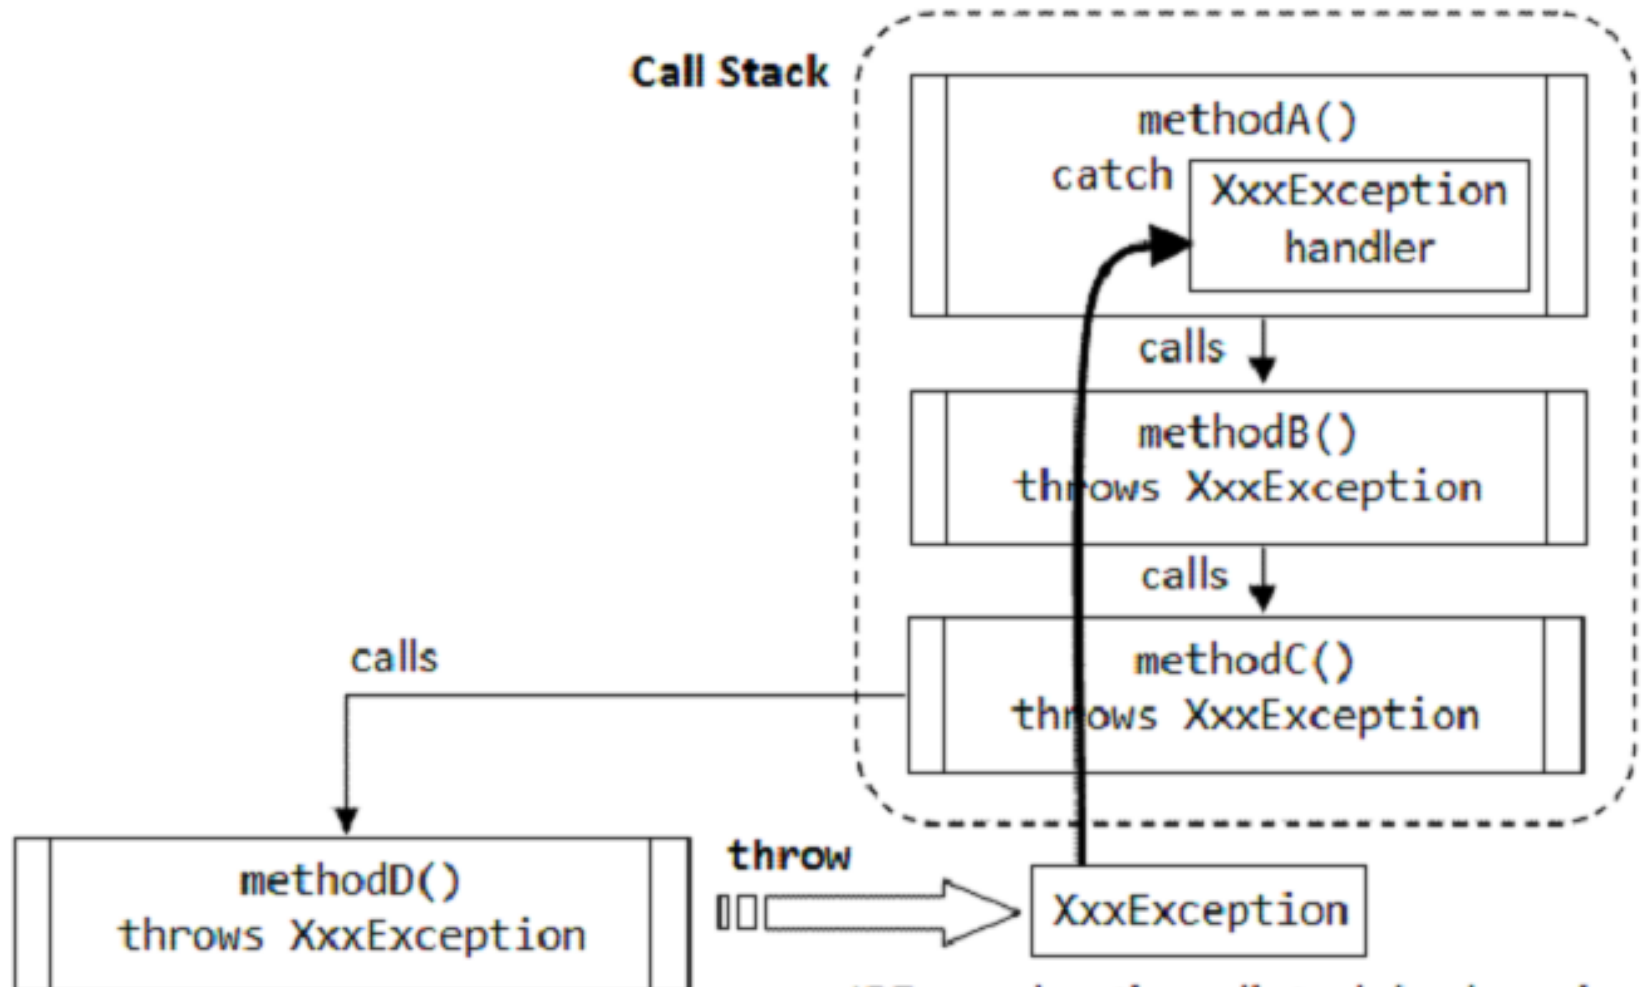 Call Stack
methodA()
catch
XxxException
handler
calls
methodB()
throws XxxException
calls
methodC()
throws XxxException
calls
methodD()
throws XxxException
throw
XxxException